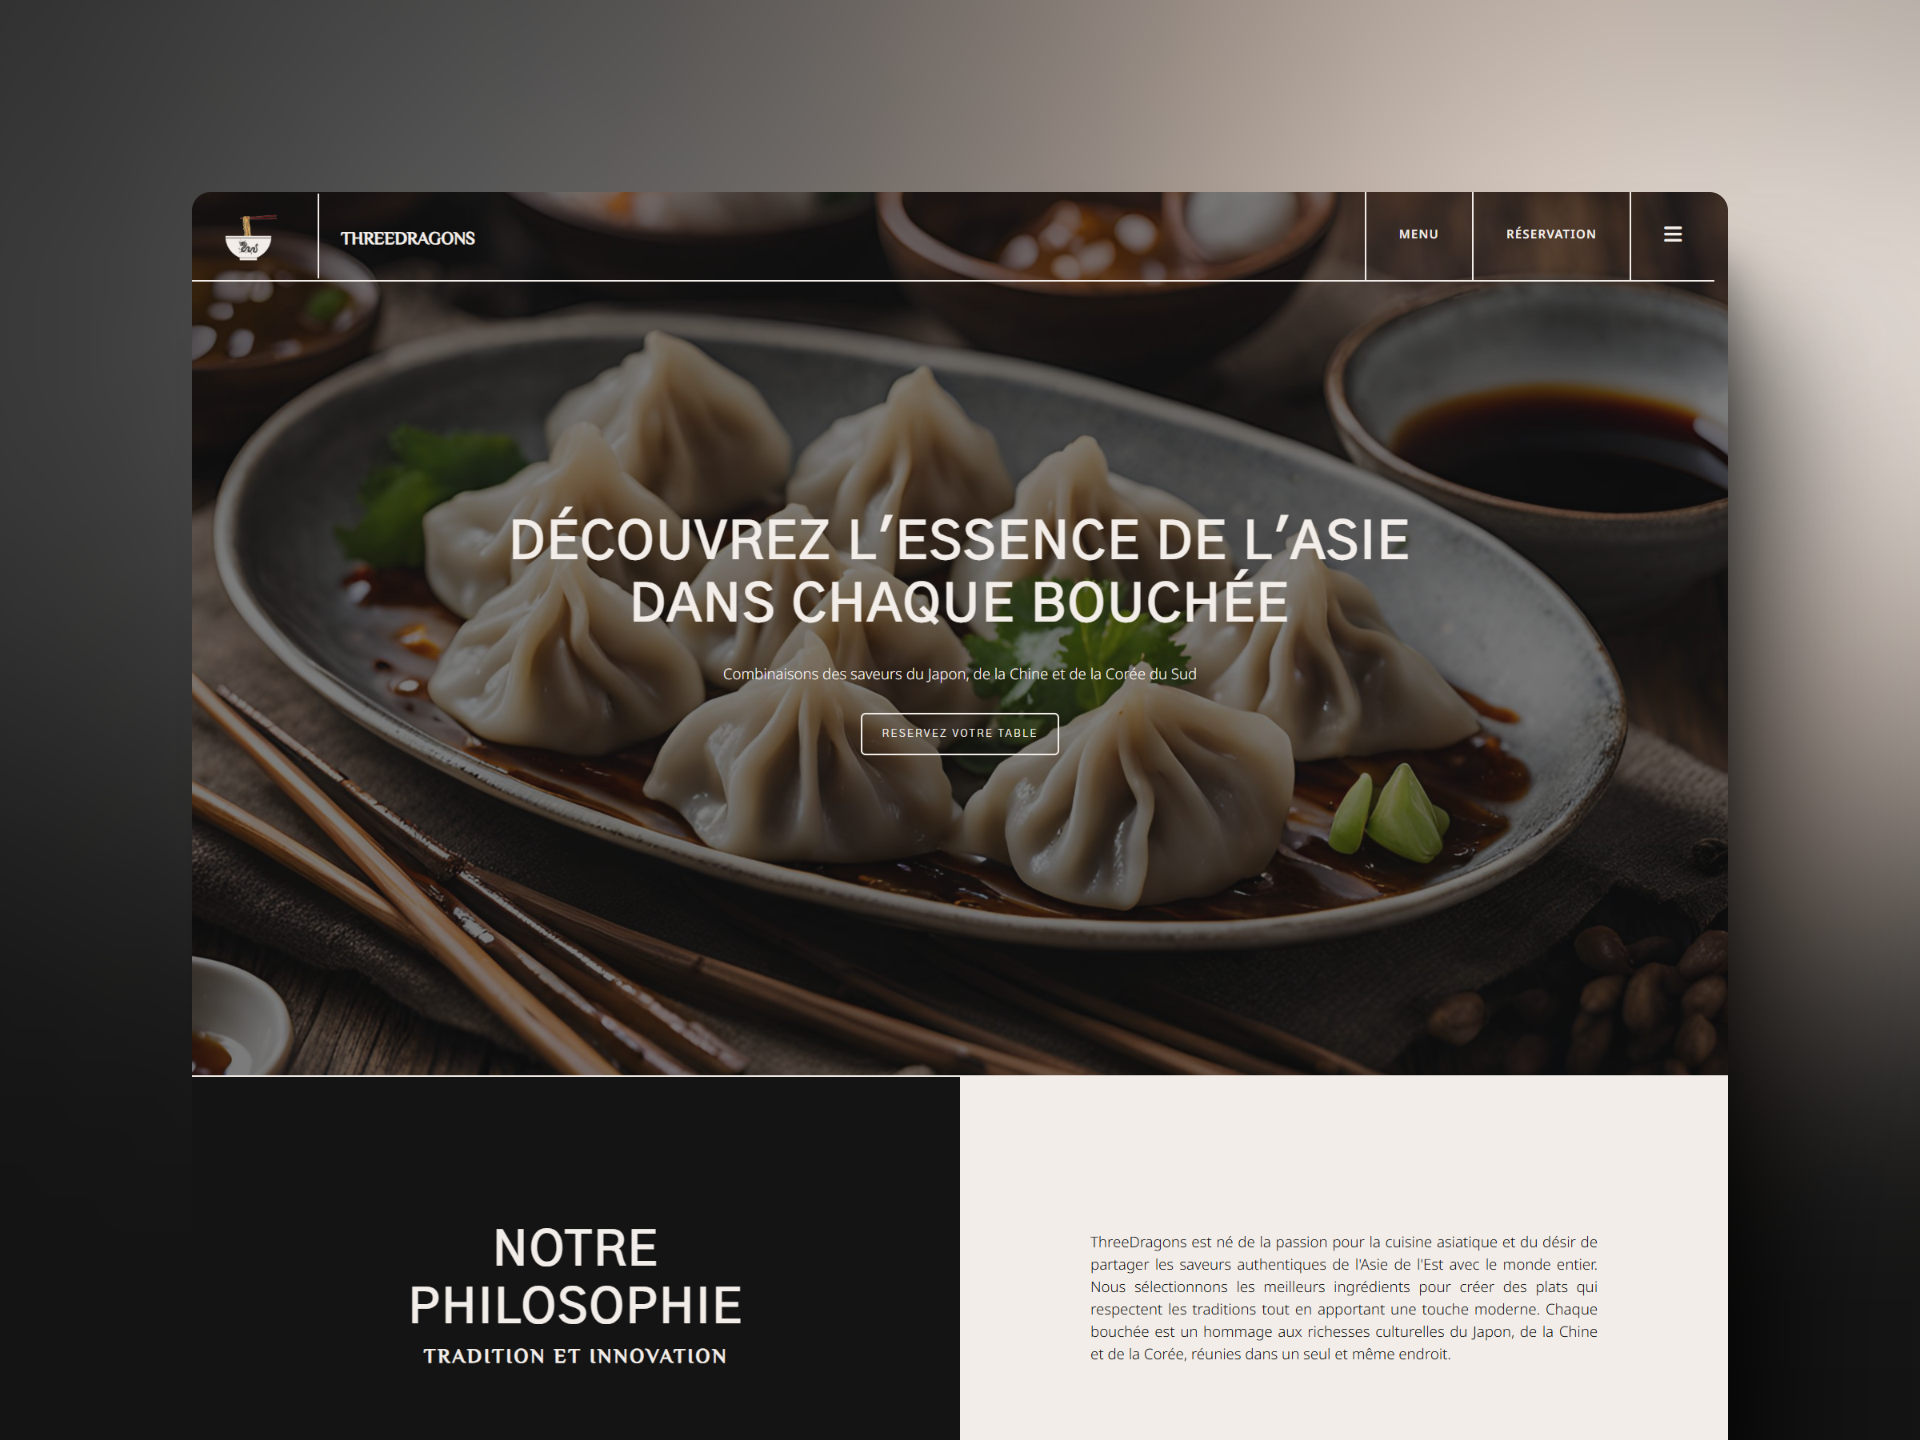 THREEDRAGONS
MENU
RÉSERVATION
DÉCOUVREZ L’ESSENCE DE L’ASIE
DANS CHAQUE BOUCHÉE
Combinaisons des saveurs du Japon, de la Chine et de la Corée du Sud
RESERVEZ VOTRE TABLE
NOTRE
PHILOSOPHIE
TRADITION ET INNOVATION
ThreeDragons est né de la passion pour la cuisine asiatique et du désir de
partager les saveurs authentiques de l'Asie de l'Est avec le monde entier.
Nous sélectionnons les meilleurs ingrédients pour créer des plats qui
respectent les traditions tout en apportant une touche moderne. Chaque
bouchée est un hommage aux richesses culturelles du Japon, de la Chine
et de la Corée, réunies dans un seul et même endroit.